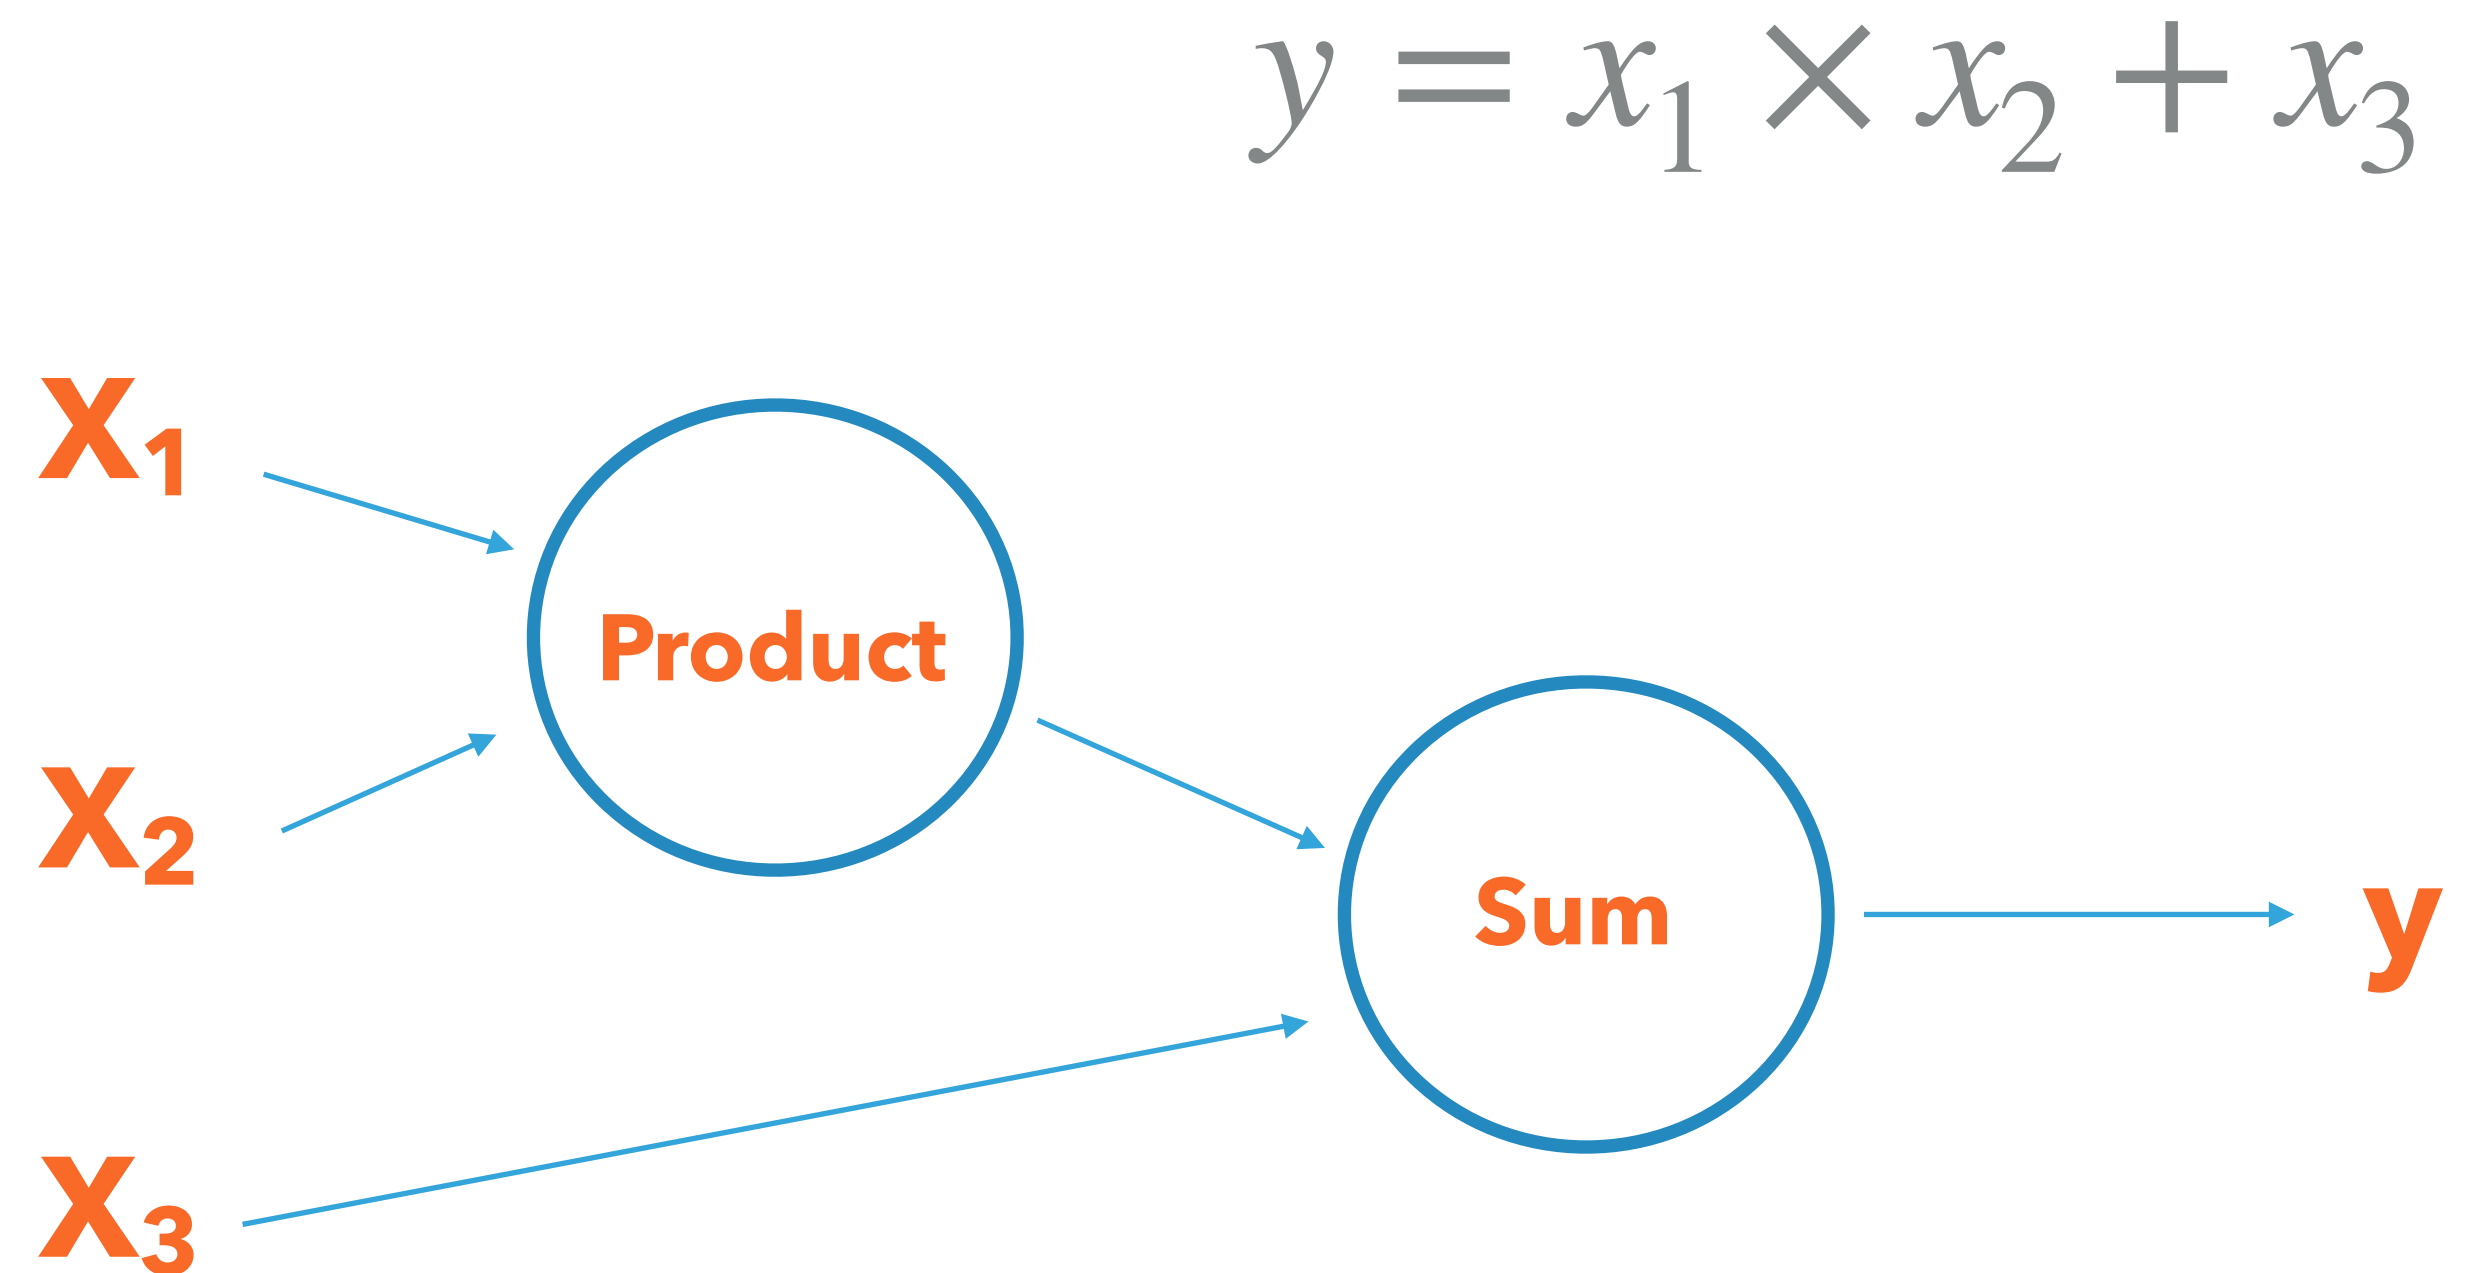 y = x₁ × x₂ + x₃
X₁
Product
X₂
Sum
y
X₃